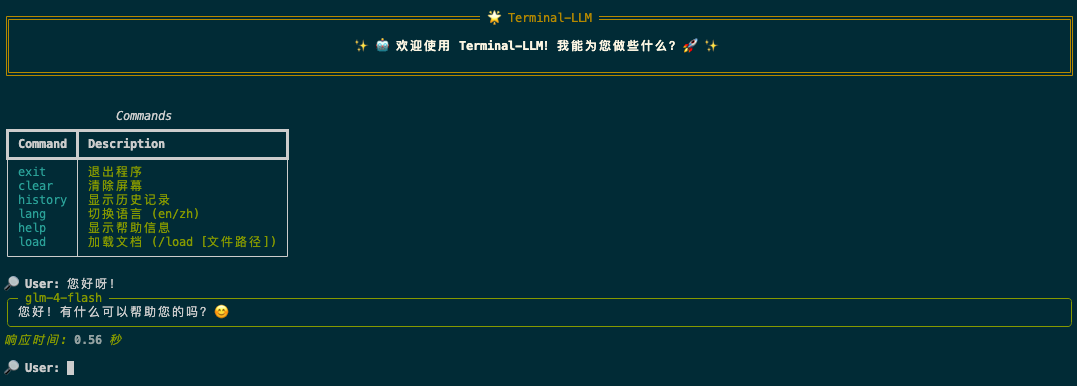 🌟 Terminal-LLM
✨ 🤖 欢迎使用 Terminal-LLM! 我能为您做些什么? 🚀 ✨
Commands
Command Description
exit 退出程序
clear 清除屏幕
history 显示历史记录
lang 切换语言 (en/zh)
help 显示帮助信息
load 加载文档 (/load [文件路径])
🔎 User: 您好呀!
glm-4-flash
您好! 有什么可以帮助您的吗? 😊
响应时间: 0.56 秒
🔎 User: